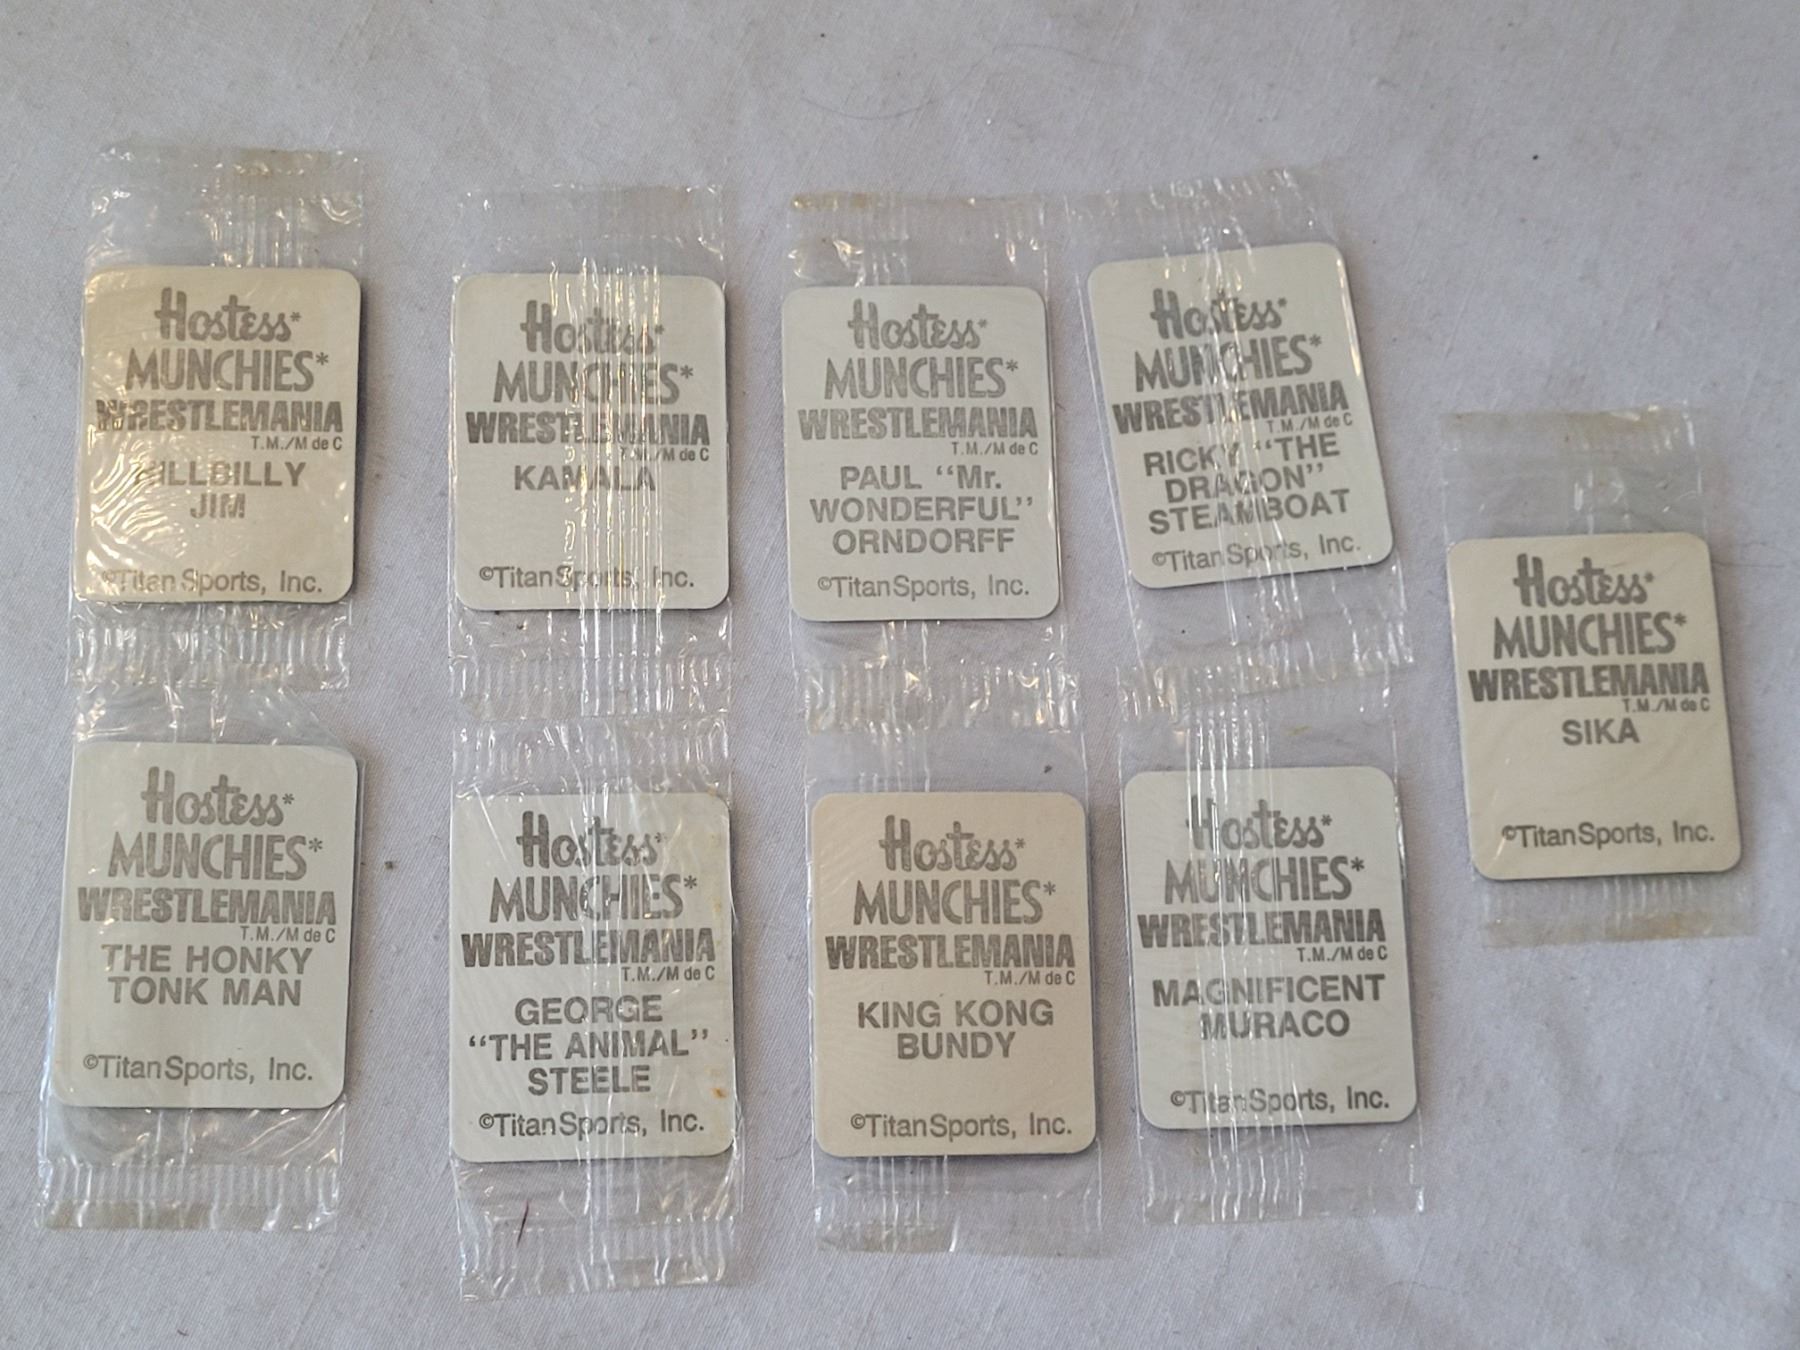 Hostess*
MUNCHIES*
WRESTLEMANIA
T.M./M de C
HILLBILLY
JIM
©TitanSports, Inc.
Hostess*
MUNCHIES*
WRESTLEMANIA
T.M./M de C
KAMALA
©TitanSports, Inc.
Hostess*
MUNCHIES*
WRESTLEMANIA
T.M./M de C
PAUL “Mr.
WONDERFUL”
ORNDORFF
©TitanSports, Inc.
Hostess*
MUNCHIES*
WRESTLEMANIA
T.M./M de C
RICKY “THE
DRAGON”
STEAMBOAT
©TitanSports, Inc.
Hostess*
MUNCHIES*
WRESTLEMANIA
T.M./M de C
SIKA
©TitanSports, Inc.
Hostess*
MUNCHIES*
WRESTLEMANIA
T.M./M de C
THE HONKY
TONK MAN
©TitanSports, Inc.
Hostess*
MUNCHIES*
WRESTLEMANIA
T.M./M de C
GEORGE
“THE ANIMAL”
STEELE
©TitanSports, Inc.
Hostess*
MUNCHIES*
WRESTLEMANIA
T.M./M de C
KING KONG
BUNDY
©TitanSports, Inc.
Hostess*
MUNCHIES*
WRESTLEMANIA
T.M./M de C
MAGNIFICENT
MURACO
©TitanSports, Inc.